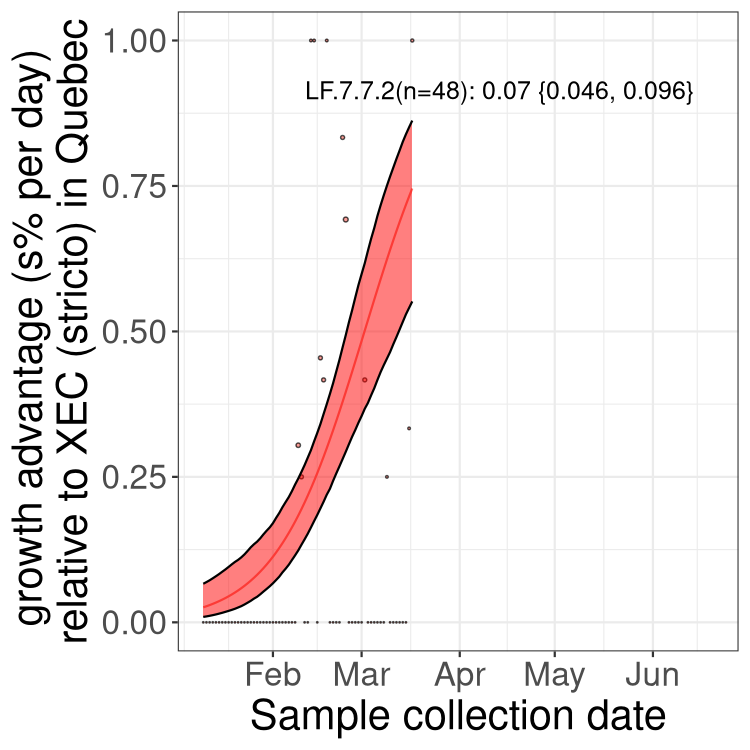 growth advantage (s% per day)
relative to XEC (stricto) in Quebec
1.00
0.75
0.50
0.25
0.00
LF.7.7.2(n=48): 0.07 {0.046, 0.096}
Feb Mar Apr May Jun
Sample collection date